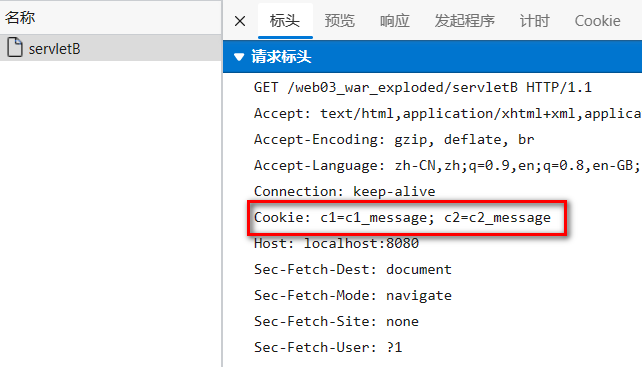 名称
servletB
标头 预览 响应 发起程序 计时 Cookie
请求标头
GET /web03_war_exploded/servletB HTTP/1.1
Accept: text/html,application/xhtml+xml,applica
Accept-Encoding: gzip, deflate, br
Accept-Language: zh-CN,zh;q=0.9,en;q=0.8,en-GB;
Connection: keep-alive
Cookie: c1=c1_message; c2=c2_message
Host: localhost:8080
Sec-Fetch-Dest: document
Sec-Fetch-Mode: navigate
Sec-Fetch-Site: none
Sec-Fetch-User: ?1